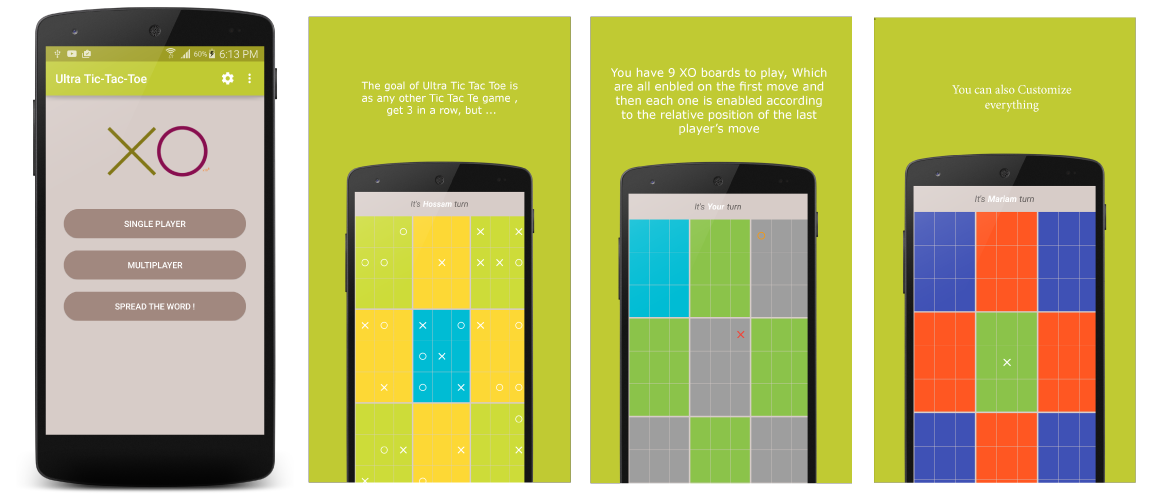 60% 6:13 PM
Ultra Tic-Tac-Toe
XO
SINGLE PLAYER
MULTIPLAYER
SPREAD THE WORD !
The goal of Ultra Tic Tac Toe is
as any other Tic Tac Te game ,
get 3 in a row, but ...
It's Hossam turn
You have 9 XO boards to play, Which
are all enbled on the first move and
then each one is enabled according
to the relative position of the last
player's move
It's Your turn
You can also Customize
everything
It's Mariam turn